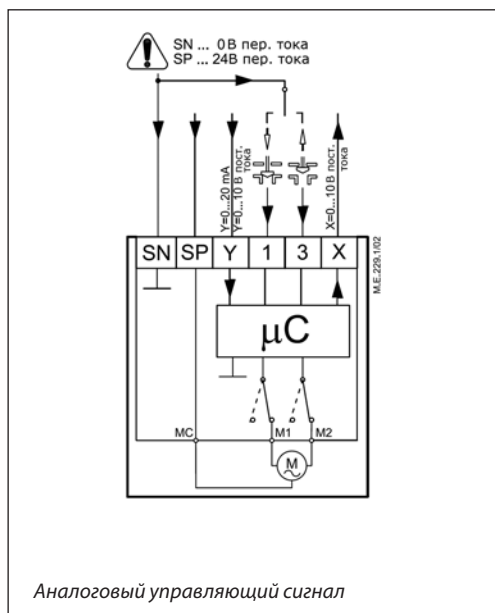 SN ... 0В пер. тока
SP ... 24В пер. тока
Y=0...20 mA
Y=0...10 В пост. тока
X=0...10 В пост. тока
SN SP Y 1 3 X
M.E.229.1/02
µC
MC M1 M2
M
Аналоговый управляющий сигнал